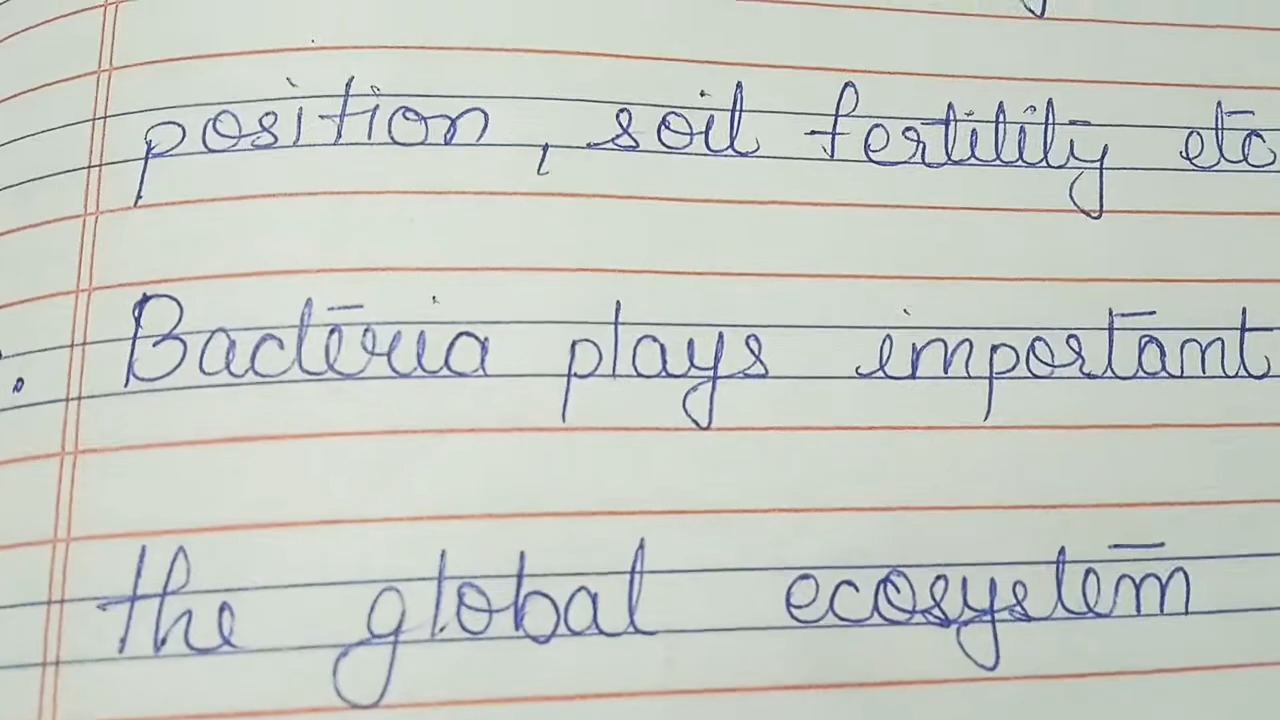 position, soil fertility etc
. Bacteria plays important
the global ecosystem